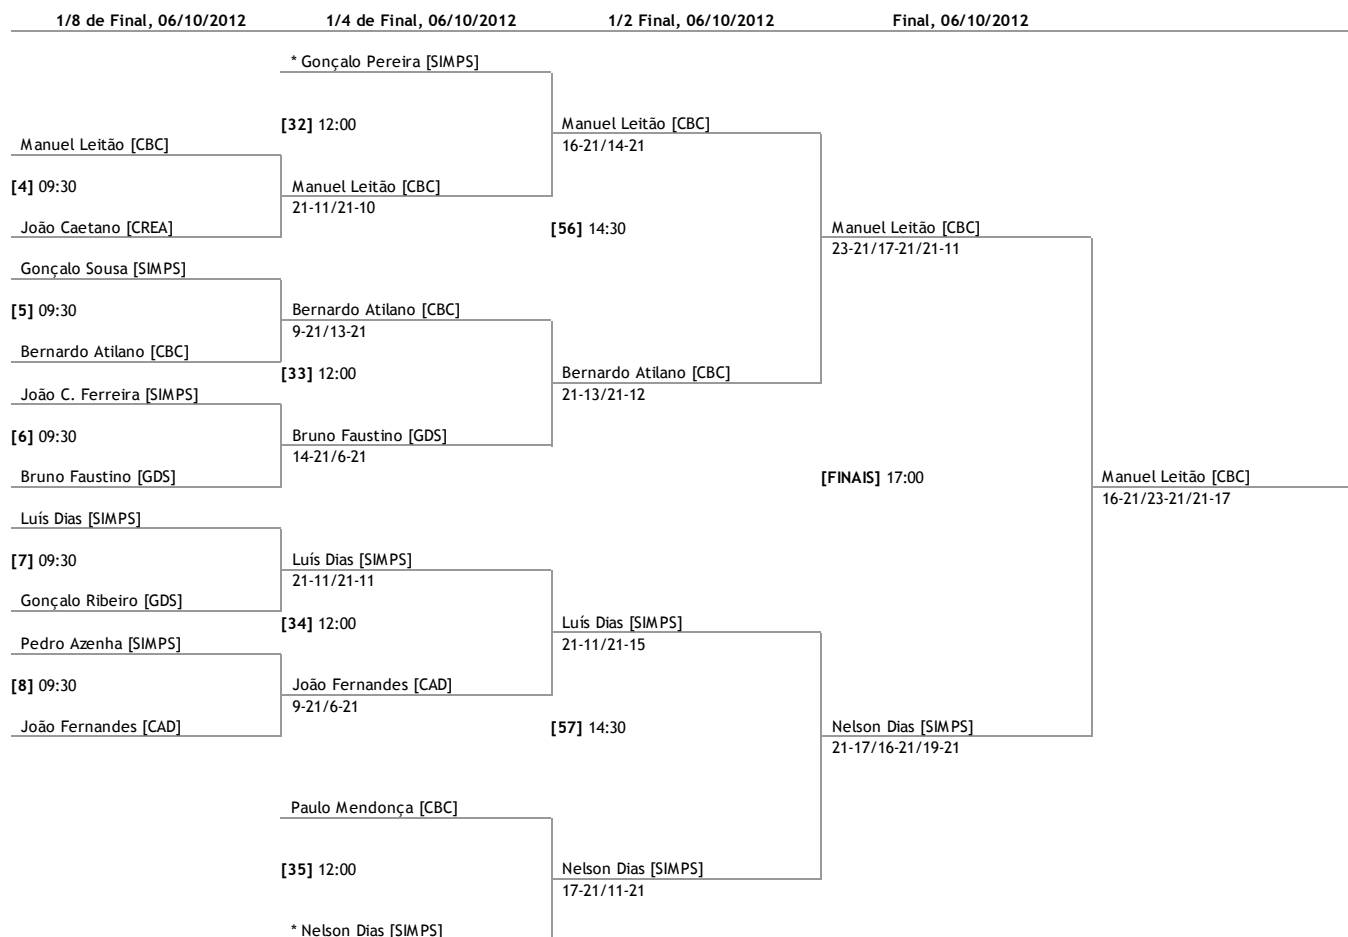 1/8 de Final, 06/10/2012 1/4 de Final, 06/10/2012 1/2 Final, 06/10/2012 Final, 06/10/2012
* Gonçalo Pereira [SIMPS]
[32] 12:00 Manuel Leitão [CBC]
Manuel Leitão [CBC] 16-21/14-21
[4] 09:30 Manuel Leitão [CBC]
21-11/21-10
João Caetano [CREA] [56] 14:30 Manuel Leitão [CBC]
23-21/17-21/21-11
Gonçalo Sousa [SIMPS]
[5] 09:30 Bernardo Atilano [CBC]
9-21/13-21
Bernardo Atilano [CBC]
[33] 12:00 Bernardo Atilano [CBC]
João C. Ferreira [SIMPS] 21-13/21-12
[6] 09:30 Bruno Faustino [GDS]
14-21/6-21
Bruno Faustino [GDS] [FINAIS] 17:00 Manuel Leitão [CBC]
16-21/23-21/21-17
Luís Dias [SIMPS]
[7] 09:30 Luís Dias [SIMPS]
21-11/21-11
Gonçalo Ribeiro [GDS]
[34] 12:00 Luís Dias [SIMPS]
Pedro Azenha [SIMPS] 21-11/21-15
[8] 09:30 João Fernandes [CAD]
9-21/6-21
João Fernandes [CAD] [57] 14:30 Nelson Dias [SIMPS]
21-17/16-21/19-21
Paulo Mendonça [CBC]
[35] 12:00 Nelson Dias [SIMPS]
17-21/11-21
* Nelson Dias [SIMPS]